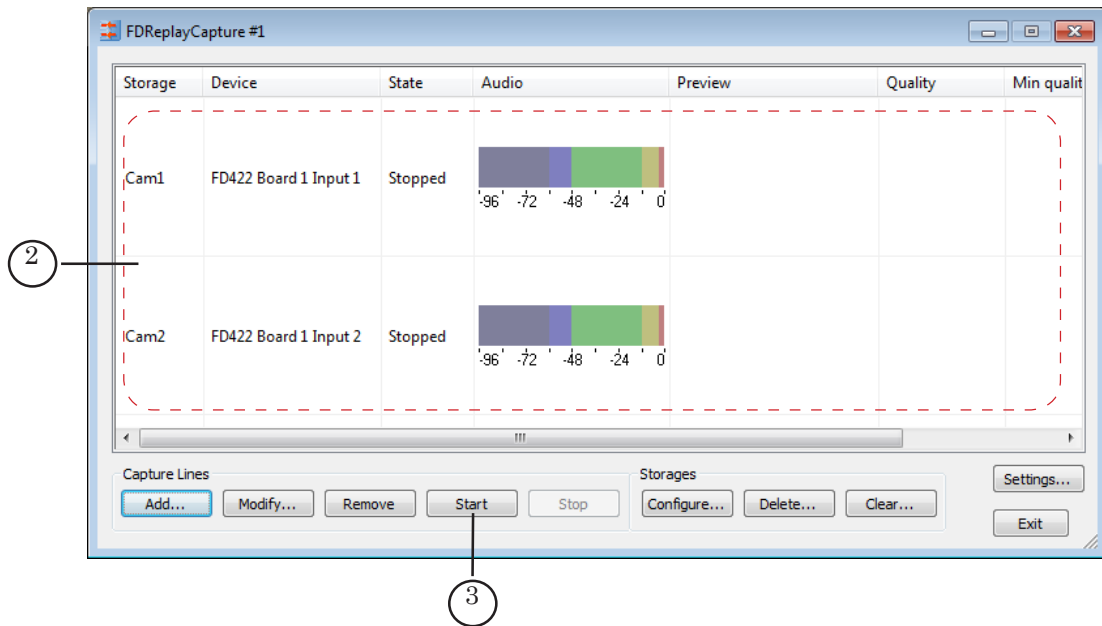 FDReplayCapture #1
Storage Device State Audio Preview Quality Min qualit
Cam1 FD422 Board 1 Input 1 Stopped
-96 -72 -48 -24 0
2
Cam2 FD422 Board 1 Input 2 Stopped
-96 -72 -48 -24 0
Capture Lines Storages
Settings...
Add... Modify... Remove Start Stop Configure... Delete... Clear...
Exit
3